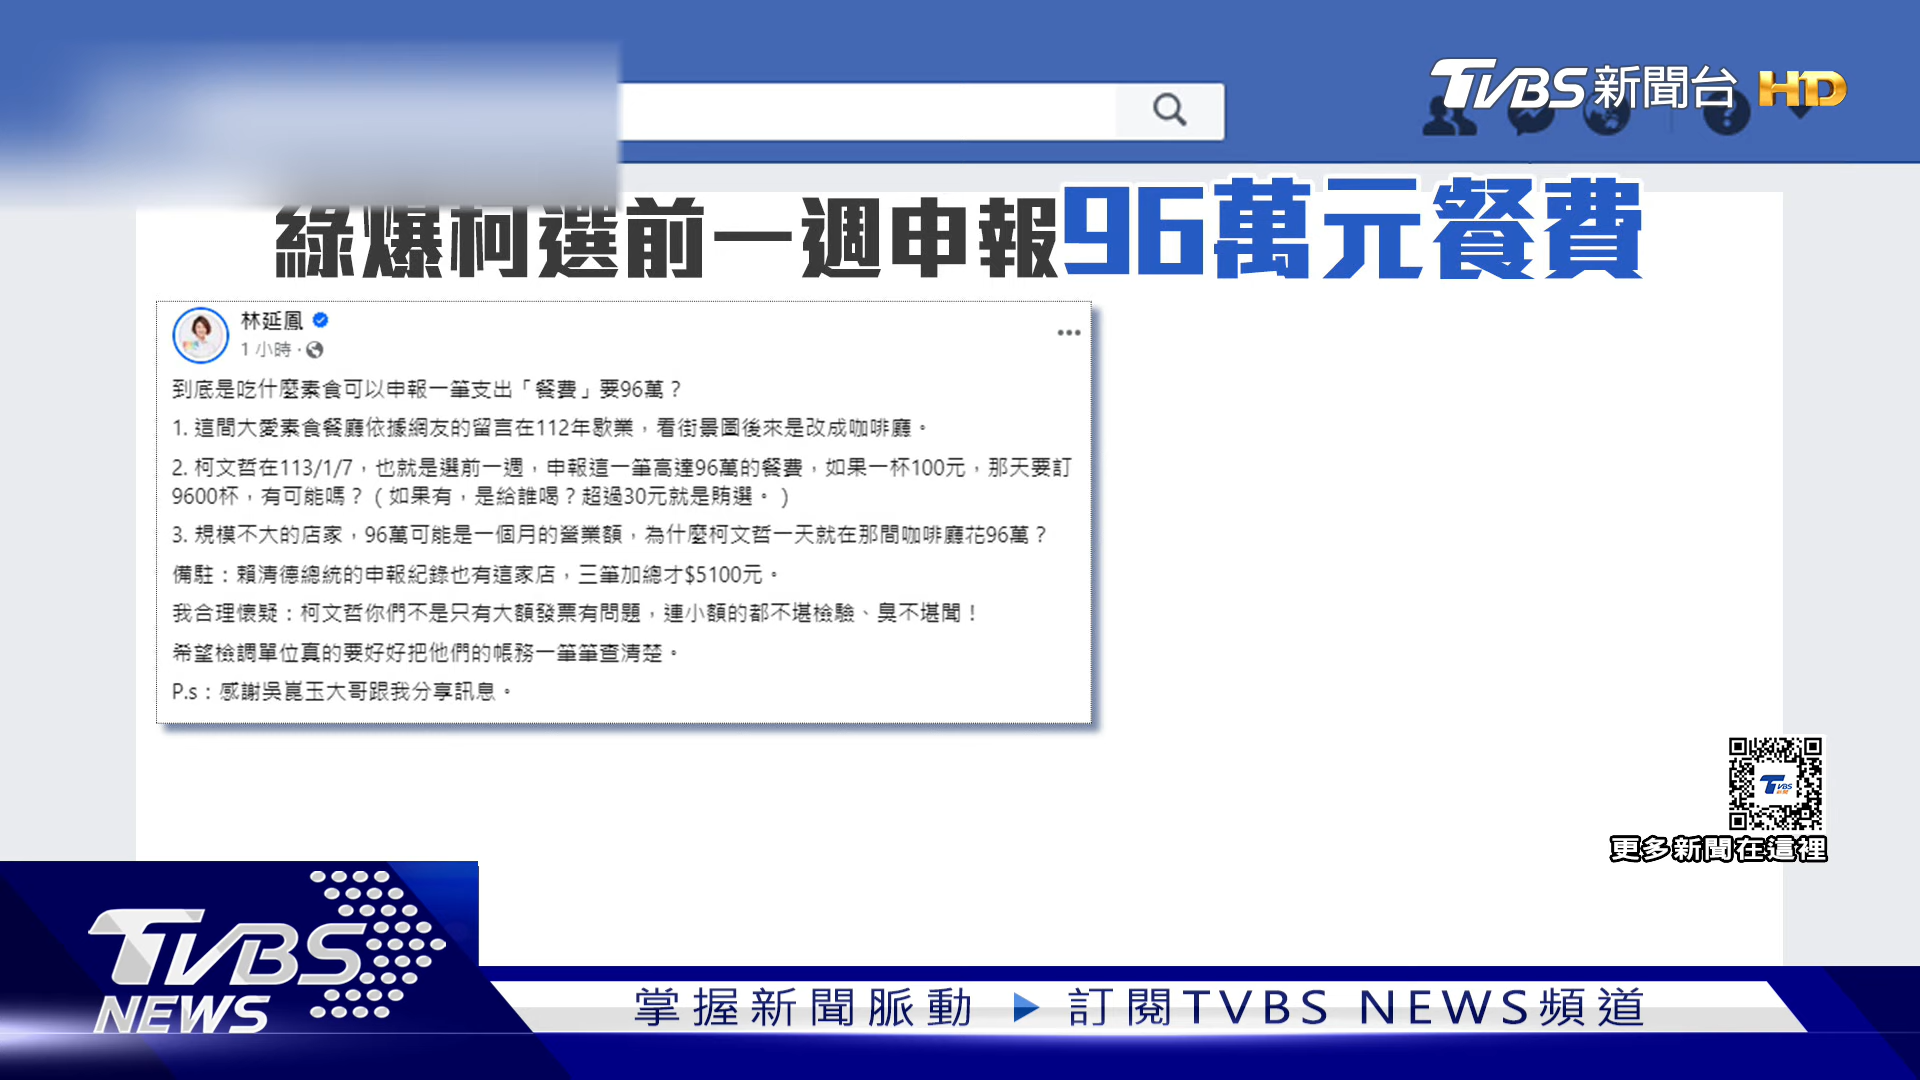 TVBS新聞台 HD
綠爆柯選前一週申報96萬元餐費
林延鳳
1 小時 ·
到底是吃什麼素食可以申報一筆支出「餐費」要96萬？
1. 這間大愛素食餐廳依據網友的留言在112年歇業，看街景圖後來是改成咖啡廳。
2. 柯文哲在113/1/7，也就是選前一週，申報這一筆高達96萬的餐費，如果一杯100元，那天要訂
9600杯，有可能嗎？（如果有，是給誰喝？超過30元就是賄選。）
3. 規模不大的店家，96萬可能是一個月的營業額，為什麼柯文哲一天就在那間咖啡廳花96萬？
備駐：賴清德總統的申報紀錄也有這家店，三筆加總才$5100元。
我合理懷疑：柯文哲你們不是只有大額發票有問題，連小額的都不堪檢驗、臭不堪聞！
希望檢調單位真的要好好把他們的帳務一筆筆查清楚。
P.s：感謝吳崑玉大哥跟我分享訊息。
TVBS
新聞
更多新聞在這裡
TVBS
NEWS
掌握新聞脈動 ▶ 訂閱TVBS NEWS頻道